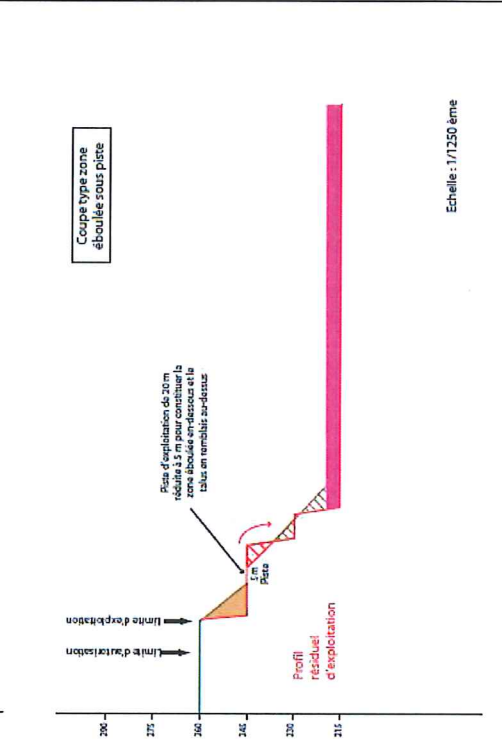 Coupe type zone
éboulée sous piste
Piste d'exploitation de 20 m
réduite à 5 m pour constituer la
zone éboulée en-dessous et le
talus en remblais au-dessus
Limite d'exploitation
Limite d'autorisation
5 m
Piste
Profil
résiduel
d'exploitation
275
260
245
230
215
Echelle : 1/1250 ème